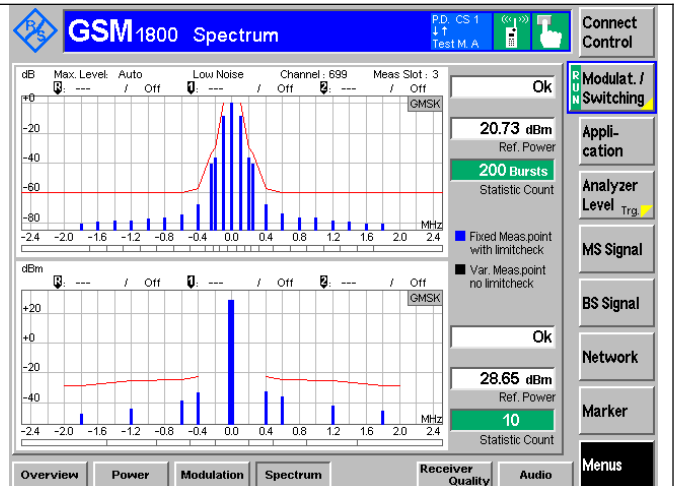 R&S
GSM 1800 Spectrum
P.D. CS 1
Test M. A
Connect Control
dB Max. Level: Auto Low Noise Channel : 699 Meas Slot : 3
R: --- / Off 1: --- / Off 2: --- / Off
GMSK
+0
-20
-40
-60
-80
MHz
-2.4 -2.0 -1.6 -1.2 -0.8 -0.4 0.0 0.4 0.8 1.2 1.6 2.0 2.4
Ok
20.73 dBm
Ref. Power
200 Bursts
Statistic Count
Fixed Meas.point
with limitcheck
Var. Meas.point
no limitcheck
dBm
R: --- / Off 1: --- / Off 2: --- / Off
GMSK
+20
+0
-20
-40
MHz
-2.4 -2.0 -1.6 -1.2 -0.8 -0.4 0.0 0.4 0.8 1.2 1.6 2.0 2.4
Ok
28.65 dBm
Ref. Power
10
Statistic Count
RUN
Modulat. /
Switching
Appli-
cation
Analyzer
Level Trg.
MS Signal
BS Signal
Network
Marker
Menus
Overview Power Modulation Spectrum
Receiver
Quality
Audio